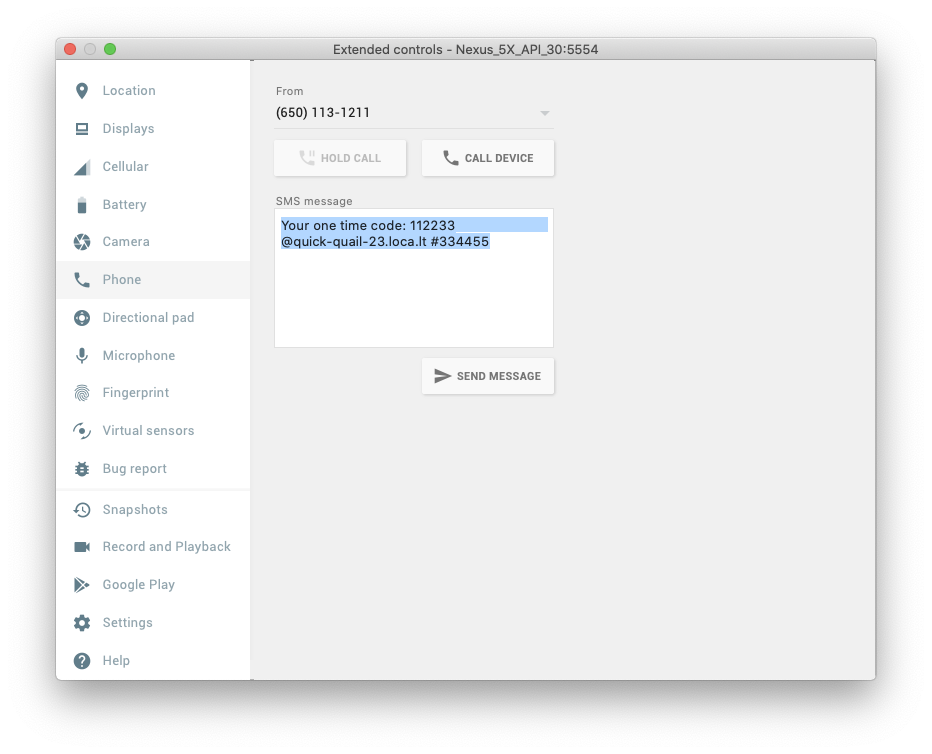 Extended controls - Nexus_5X_API_30:5554
Location
Displays
Cellular
Battery
Camera
Phone
Directional pad
Microphone
Fingerprint
Virtual sensors
Bug report
Snapshots
Record and Playback
Google Play
Settings
Help
From
(650) 113-1211
HOLD CALL
CALL DEVICE
SMS message
Your one time code: 112233
@quick-quail-23.loca.lt #334455
SEND MESSAGE